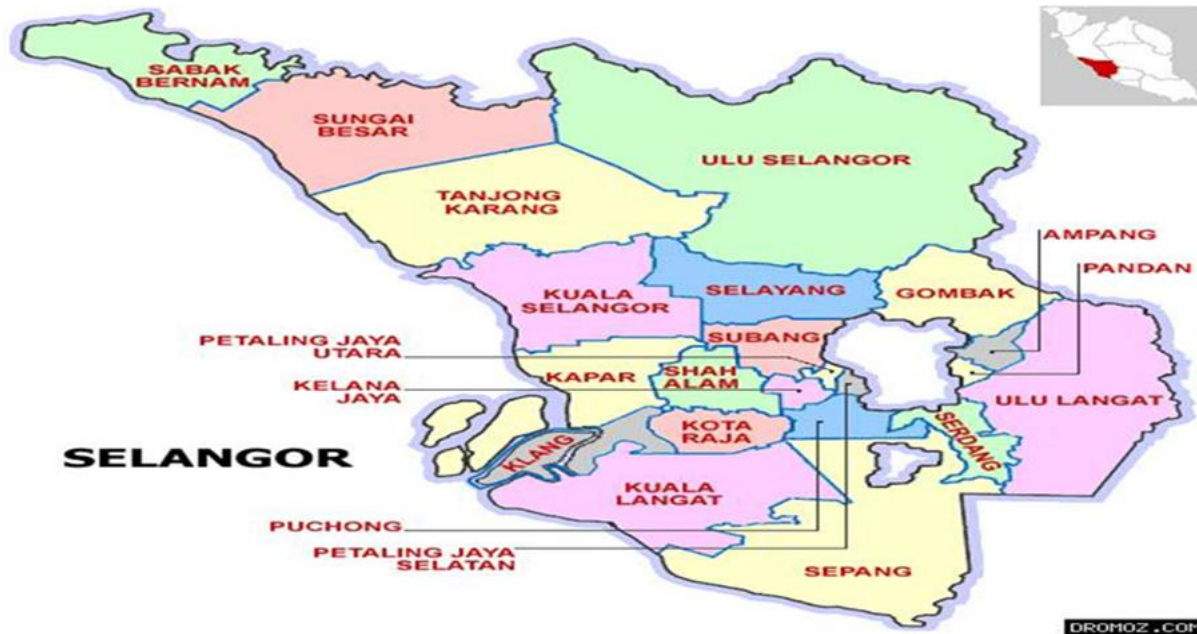 SABAK
BERNAM
SUNGAI
BESAR
ULU SELANGOR
TANJONG
KARANG
AMPANG
PANDAN
SELAYANG
GOMBAK
KUALA
SELANGOR
PETALING JAYA
UTARA
SUBANG
KELANA
JAYA
KAPAR
SHAH
ALAM
ULU LANGAT
SELANGOR
KLANG
KOTA
RAJA
SERDANG
KUALA
LANGAT
PUCHONG
PETALING JAYA
SELATAN
SEPANG
DROMOZ.COM